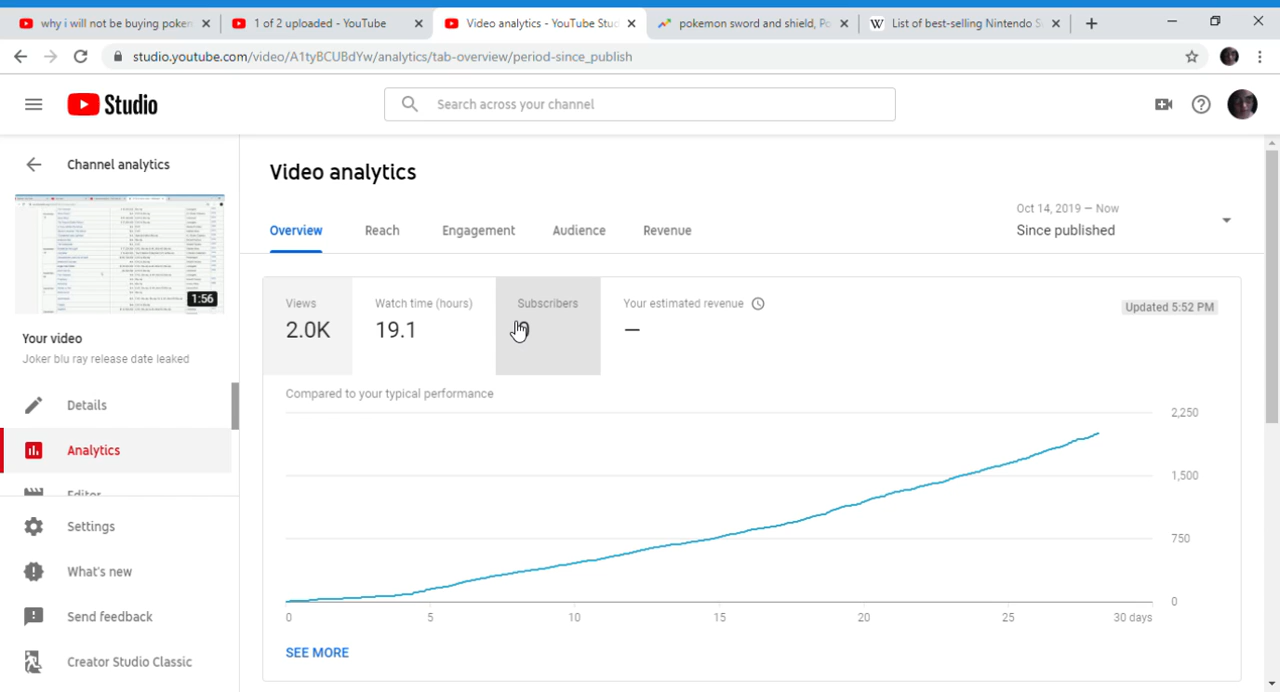 why i will not be buying pokem
1 of 2 uploaded - YouTube
Video analytics - YouTube Stud
pokemon sword and shield, Po
List of best-selling Nintendo S
studio.youtube.com/video/A1tyBCUBdYw/analytics/tab-overview/period-since_publish
Studio
Search across your channel
Channel analytics
1:56
Your video
Joker blu ray release date leaked
Details
Analytics
Editor
Settings
What's new
Send feedback
Creator Studio Classic
Video analytics
Oct 14, 2019 – Now
Since published
Overview
Reach
Engagement
Audience
Revenue
Views
2.0K
Watch time (hours)
19.1
Subscribers
Your estimated revenue
—
Updated 5:52 PM
Compared to your typical performance
2,250
1,500
750
0
0 5 10 15 20 25 30 days
SEE MORE